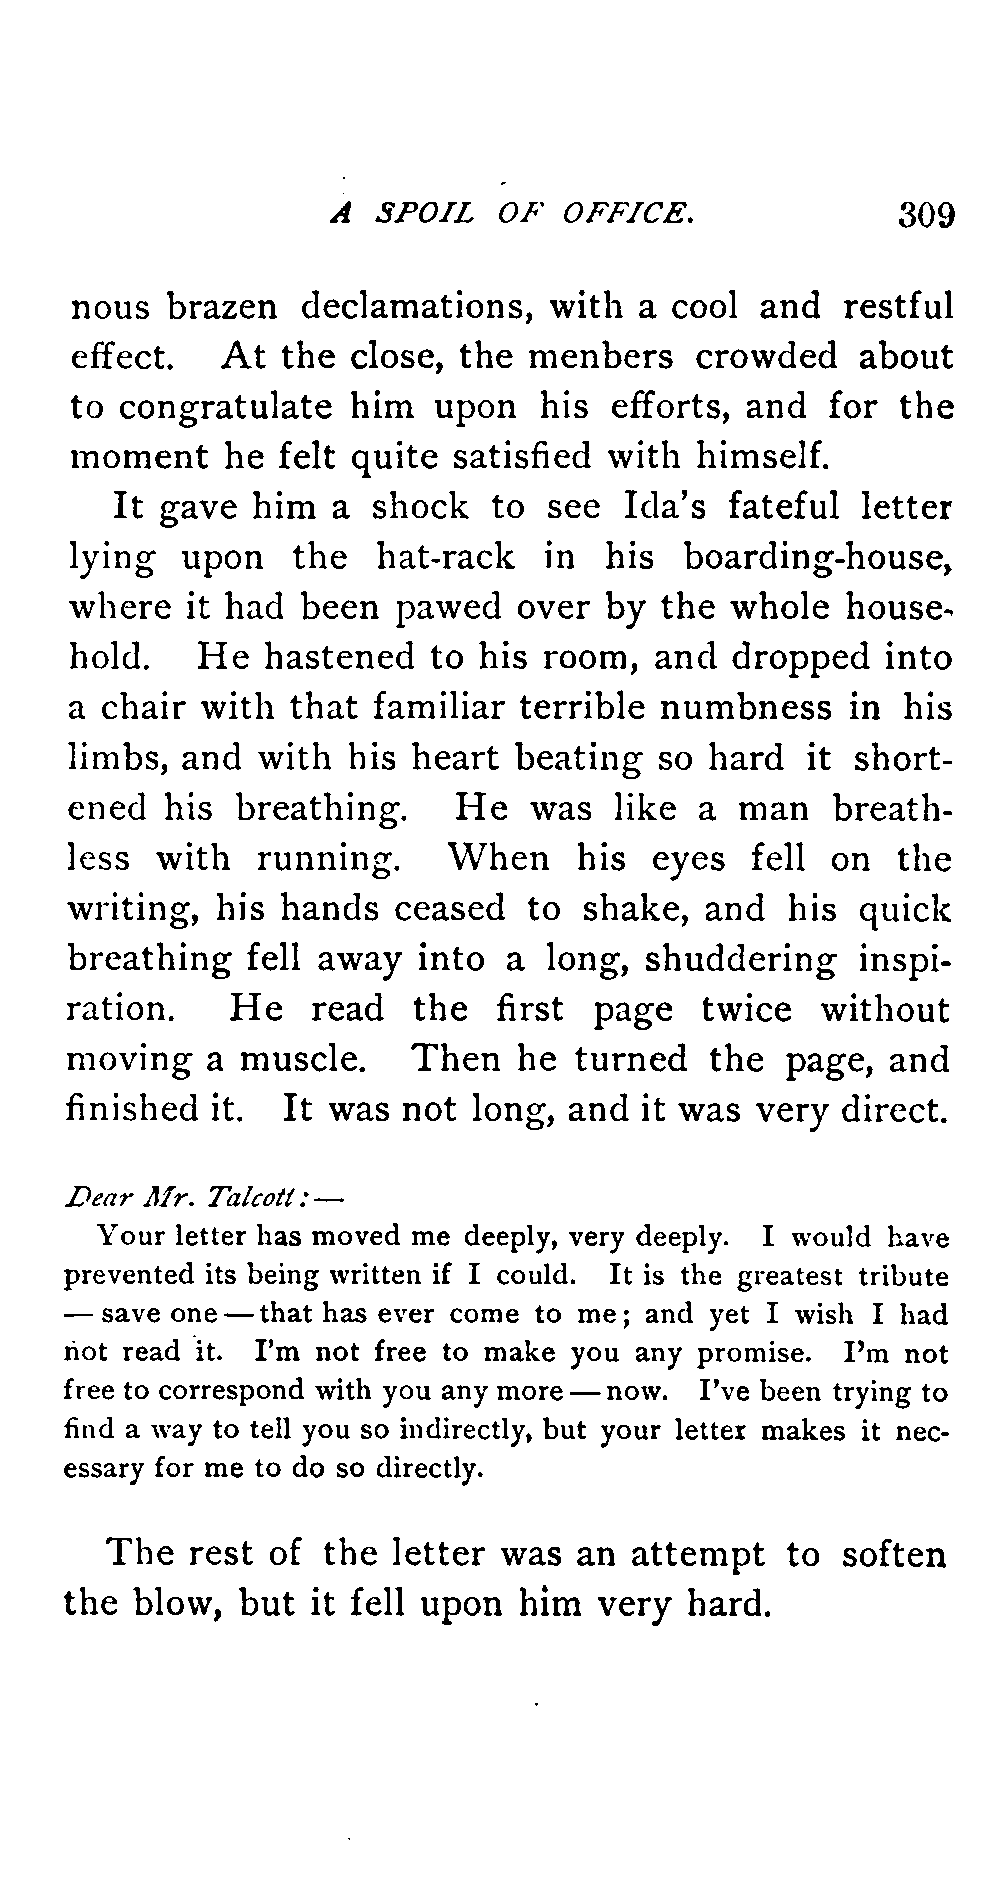 A SPOIL OF OFFICE. 309
nous brazen declamations, with a cool and restful
effect. At the close, the menbers crowded about
to congratulate him upon his efforts, and for the
moment he felt quite satisfied with himself.
It gave him a shock to see Ida's fateful letter
lying upon the hat-rack in his boarding-house,
where it had been pawed over by the whole house-
hold. He hastened to his room, and dropped into
a chair with that familiar terrible numbness in his
limbs, and with his heart beating so hard it short-
ened his breathing. He was like a man breath-
less with running. When his eyes fell on the
writing, his hands ceased to shake, and his quick
breathing fell away into a long, shuddering inspi-
ration. He read the first page twice without
moving a muscle. Then he turned the page, and
finished it. It was not long, and it was very direct.
Dear Mr. Talcott:—
Your letter has moved me deeply, very deeply. I would have
prevented its being written if I could. It is the greatest tribute
— save one — that has ever come to me; and yet I wish I had
not read it. I'm not free to make you any promise. I'm not
free to correspond with you any more — now. I've been trying to
find a way to tell you so indirectly, but your letter makes it nec-
essary for me to do so directly.
The rest of the letter was an attempt to soften
the blow, but it fell upon him very hard.